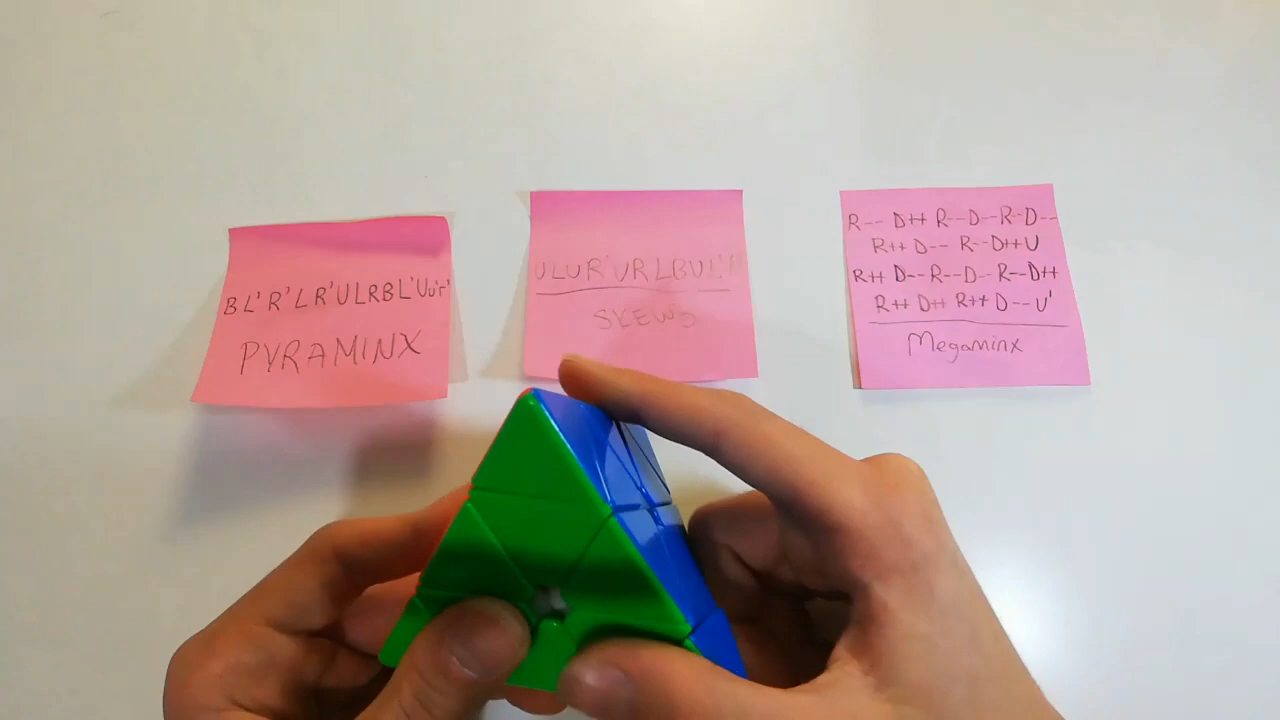 B L' R' L R' U L R B L' U u' r'
PYRAMINX
U L U R' U R L B U L'
SKEWB
R-- D++ R-- D-- R-- D--
R++ D-- R-- D++ U
R++ D-- R-- D-- R-- D++
R++ D++ R++ D-- U'
Megaminx